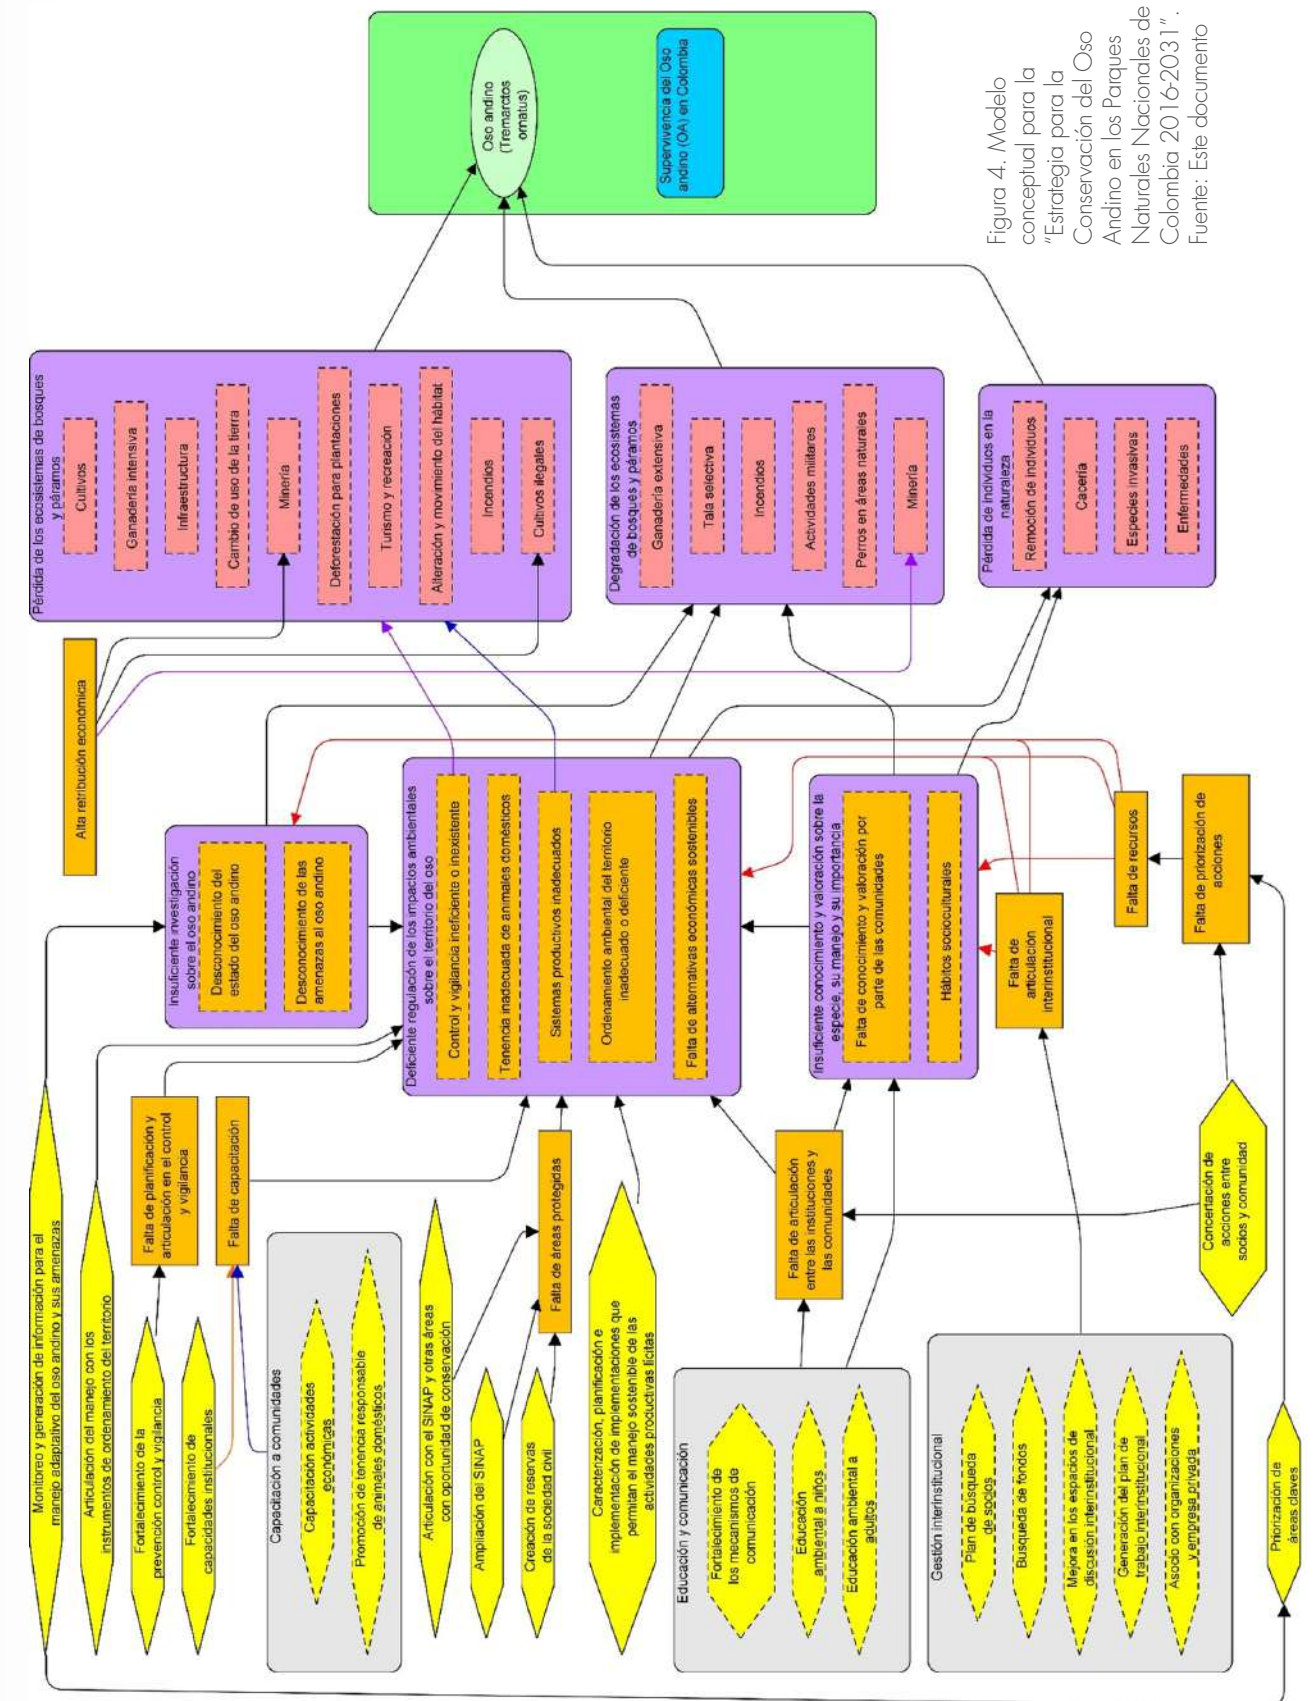 Monitoreo y generación de información para el
manejo adaptativo del oso andino y sus amenazas
Articulación del manejo con los
instrumentos de ordenamiento del territorio
Fortalecimiento de la
prevención control y vigilancia
Fortalecimiento de
capacidades institucionales
Capacitación a comunidades
Capacitación actividades
económicas
Promoción de tenencia responsable
de animales domésticos
Articulación con el SINAP y otras áreas
con oportunidad de conservación
Ampliación del SINAP
Creación de reservas
de la sociedad civil
Caracterización, planificación e
implementación de implementaciones que
permitan el manejo sostenible de las
actividades productivas lícitas
Educación y comunicación
Fortalecimiento de
los mecanismos de
comunicación
Educación
ambiental a niños
Educación ambiental a
adultos
Gestión interinstitucional
Plan de búsqueda
de socios
Busqueda de fondos
Mejora en los espacios de
discusión interinstitucional
Generación del plan de
trabajo interinstitucional
Asocio con organizaciones
y empresa privada
Priorización de
áreas claves
Concertación de
acciones entre
socios y comunidad
Falta de planificación y
articulación en el control
y vigilancia
Falta de capacitación
Falta de áreas protegidas
Falta de articulación
entre las instituciones y
las comunidades
Insuficiente investigación
sobre el oso andino
Desconocimiento del
estado del oso andino
Desconocimiento de las
amenazas al oso andino
Deficiente regulación de los impactos ambientales
sobre el territorio del oso
Control y vigilancia ineficiente o inexistente
Tenencia inadecuada de animales domésticos
Sistemas productivos inadecuados
Ordenamiento ambiental del territorio
inadecuado o deficiente
Falta de alternativas económicas sostenibles
Insuficiente conocimiento y valoración sobre la
especie, su manejo y su importancia
Falta de conocimiento y valoración por
parte de las comunidades
Hábitos socioculturales
Falta de
articulación
interinstitucional
Falta de recursos
Falta de priorización de
acciones
Alta retribución económica
Pérdida de los ecosistemas de bosques
y páramos
Cultivos
Ganadería intensiva
Infraestructura
Cambio de uso de la tierra
Minería
Deforestación para plantaciones
Turismo y recreación
Alteración y movimiento del hábitat
Incendios
Cultivos ilegales
Degradación de los ecosistemas
de bosques y páramos
Ganadería extensiva
Tala selectiva
Incendios
Actividades militares
Perros en áreas naturales
Minería
Pérdida de individuos en la
naturaleza
Remoción de individuos
Cacería
Especies invasivas
Enfermedades
Oso andino
(Tremarctos
ornatus)
Supervivencia del Oso
andino (OA) en Colombia
Figura 4. Modelo
conceptual para la
“Estrategia para la
Conservación del Oso
Andino en los Parques
Naturales Nacionales de
Colombia 2016-2031”.
Fuente: Este documento